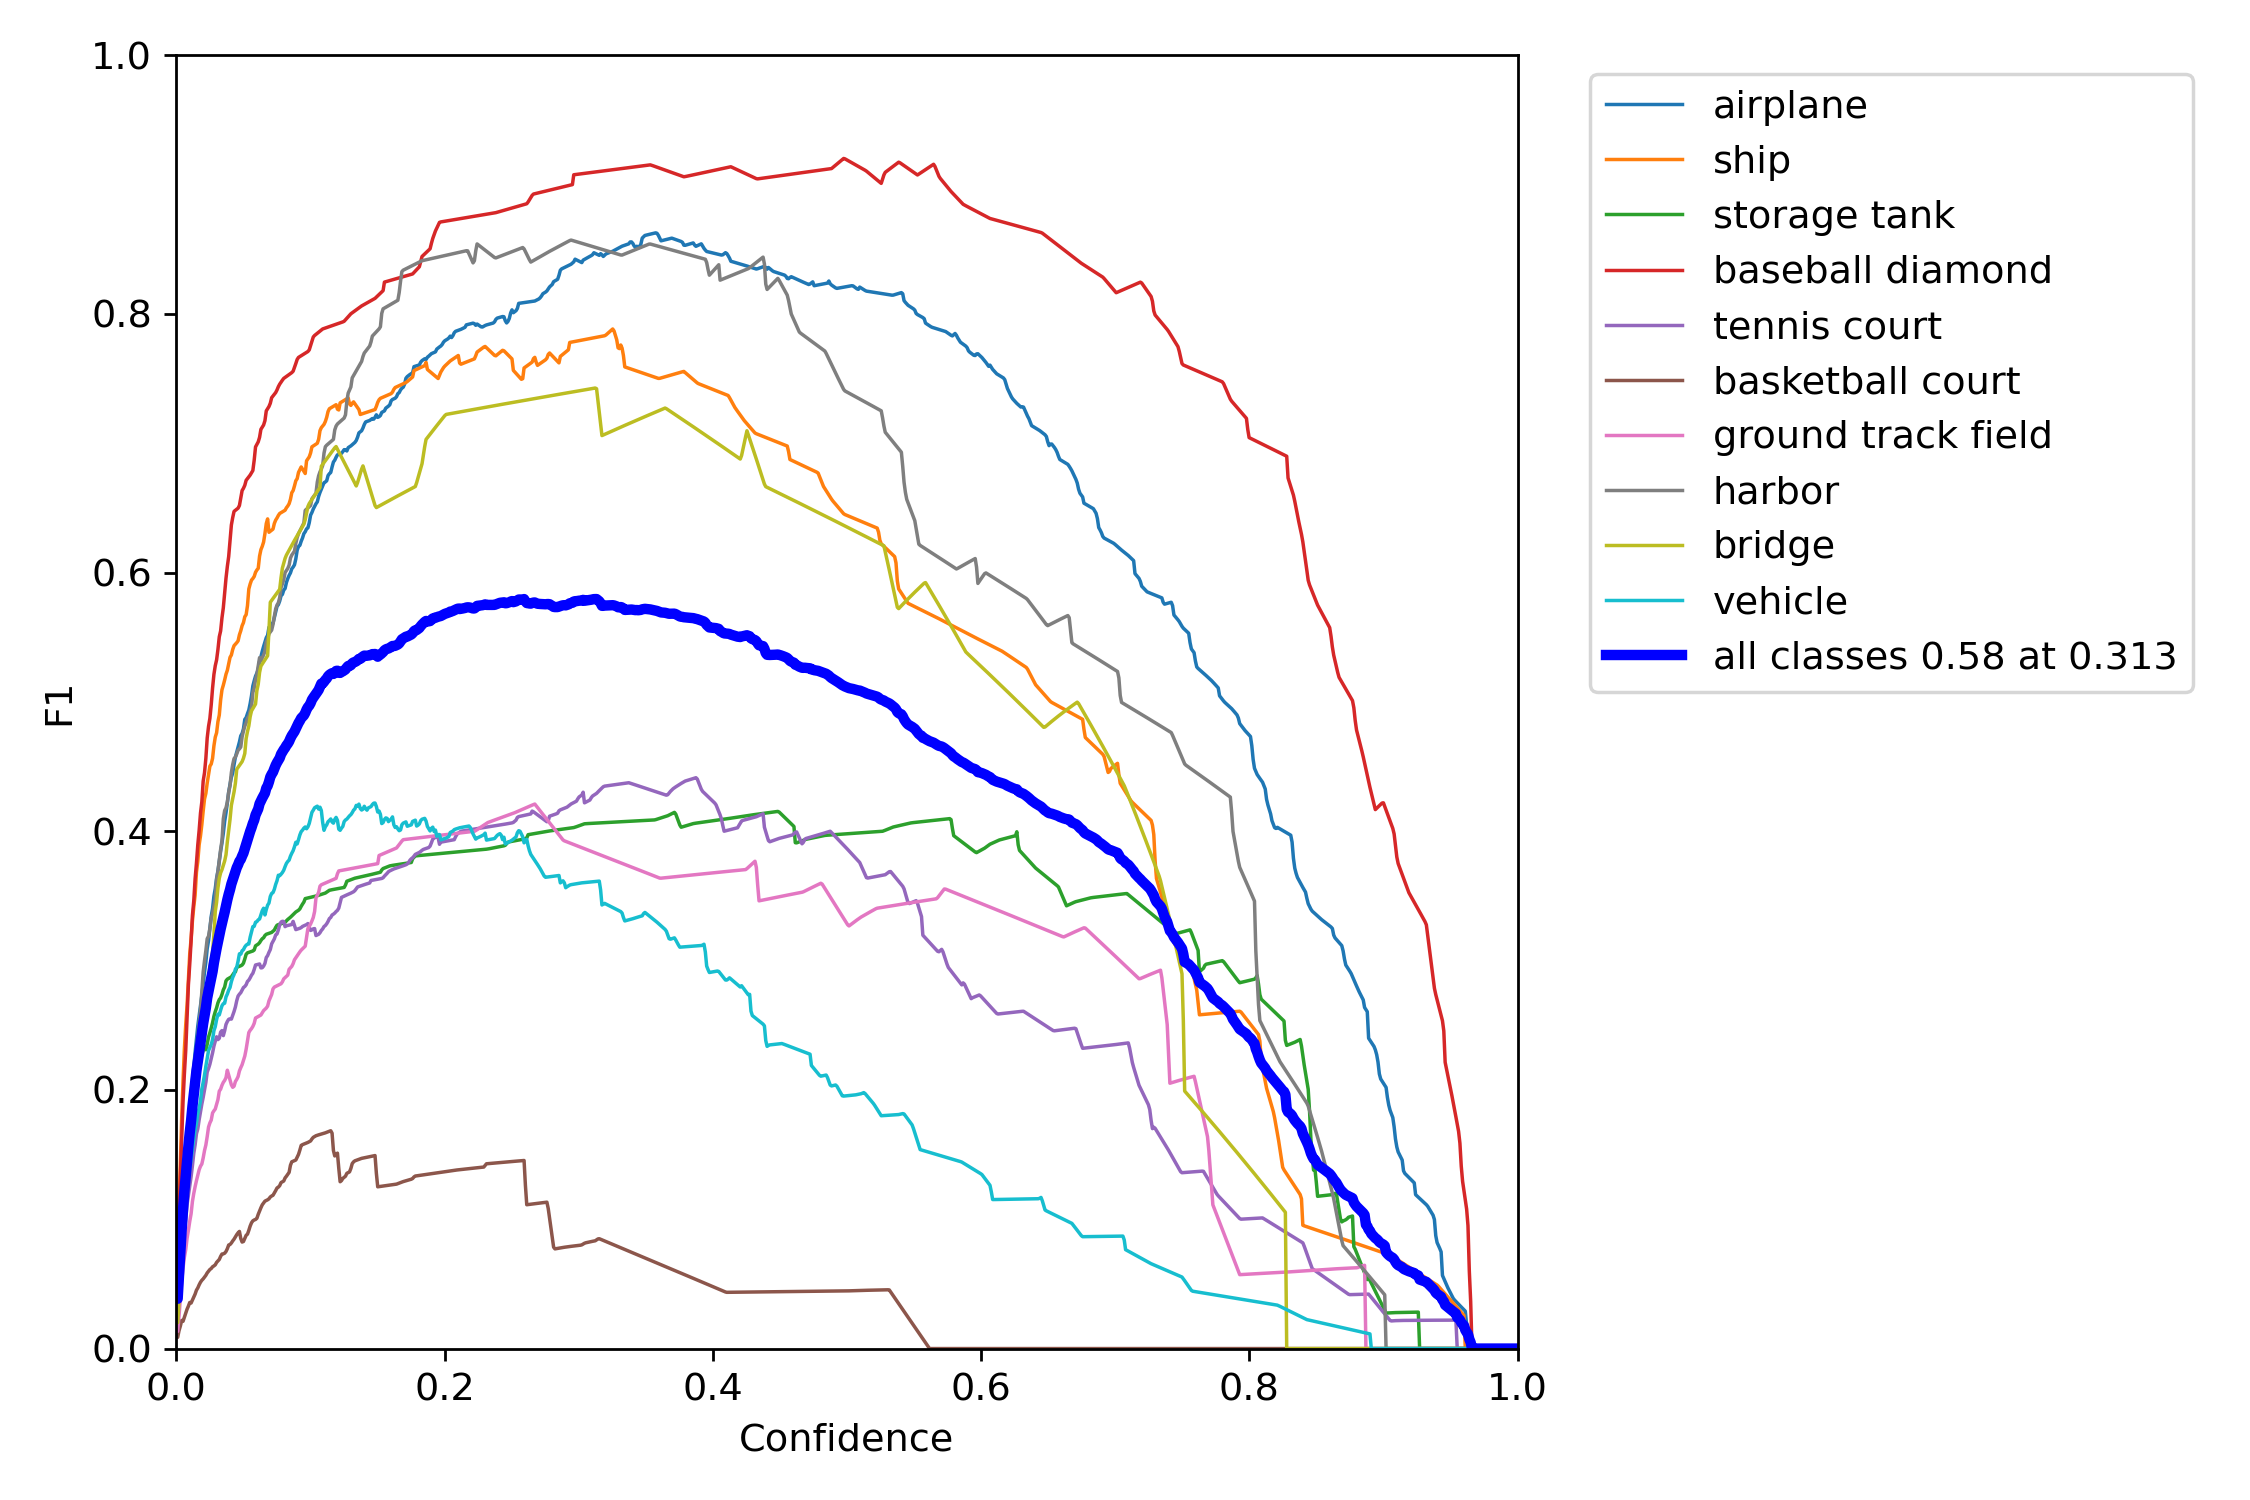 1.0
0.8
0.6
0.4
0.2
0.0
F1
0.0 0.2 0.4 0.6 0.8 1.0
Confidence
airplane
ship
storage tank
baseball diamond
tennis court
basketball court
ground track field
harbor
bridge
vehicle
all classes 0.58 at 0.313